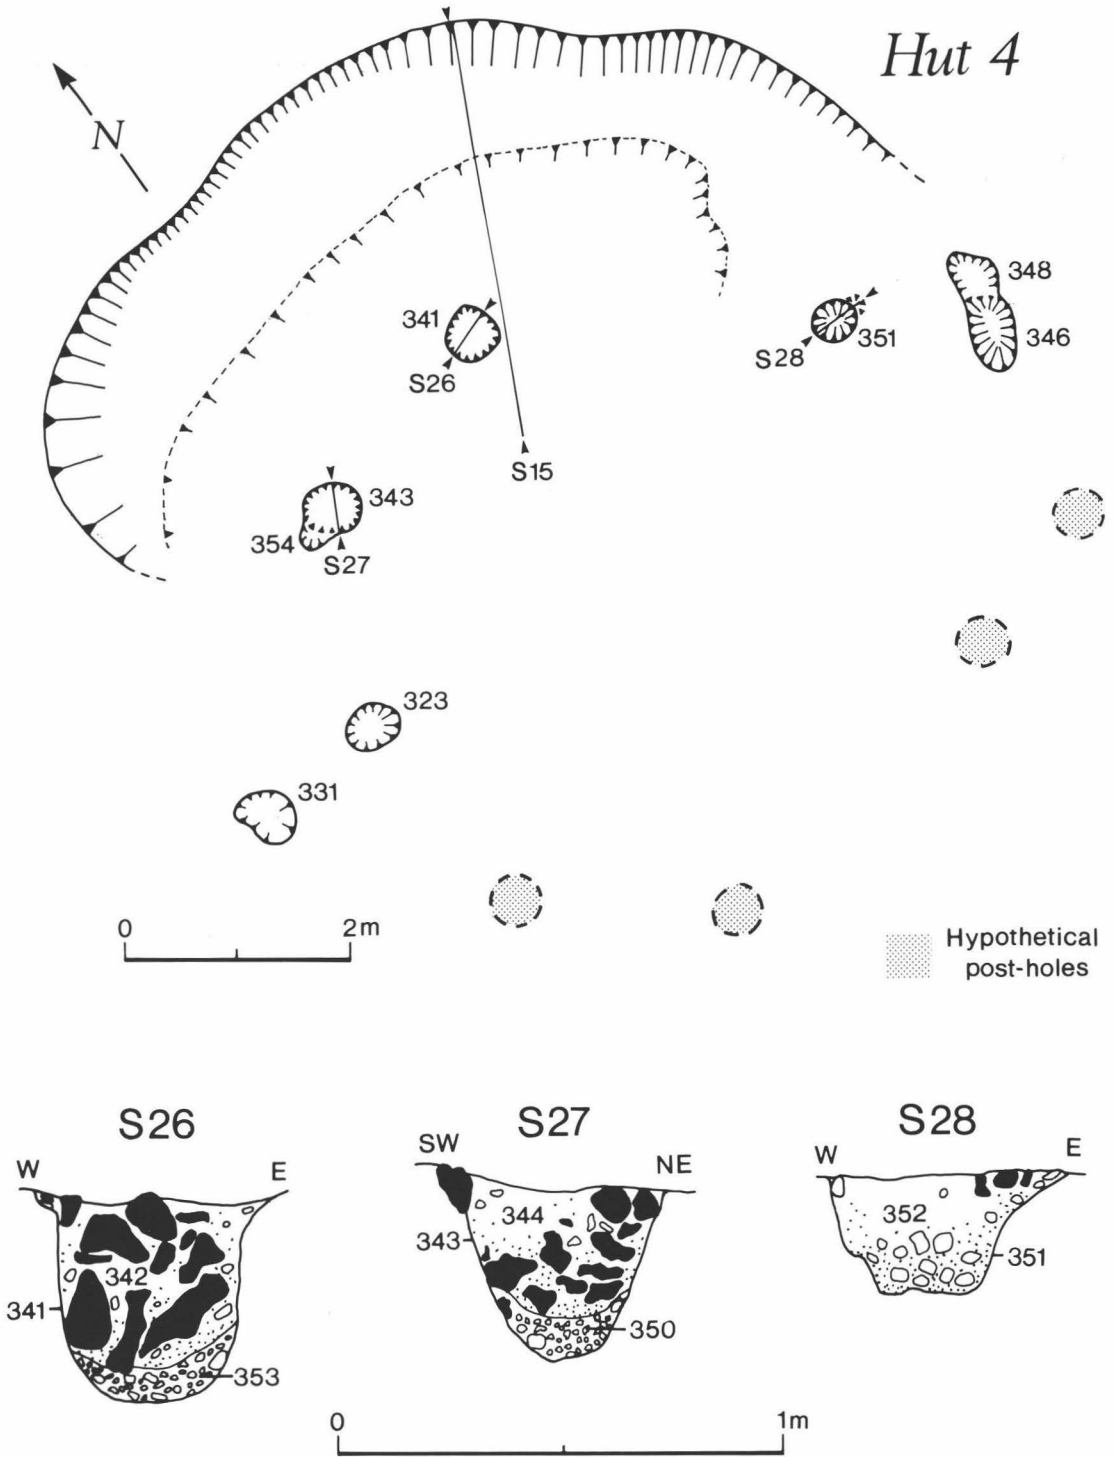 Hut 4
N
348
341
346
351
S28
S26
S15
343
354
S27
323
331
0 2m
Hypothetical
post-holes
S26
S27
S28
W E
SW NE
W E
344
352
343
351
342
341
350
353
0 1m